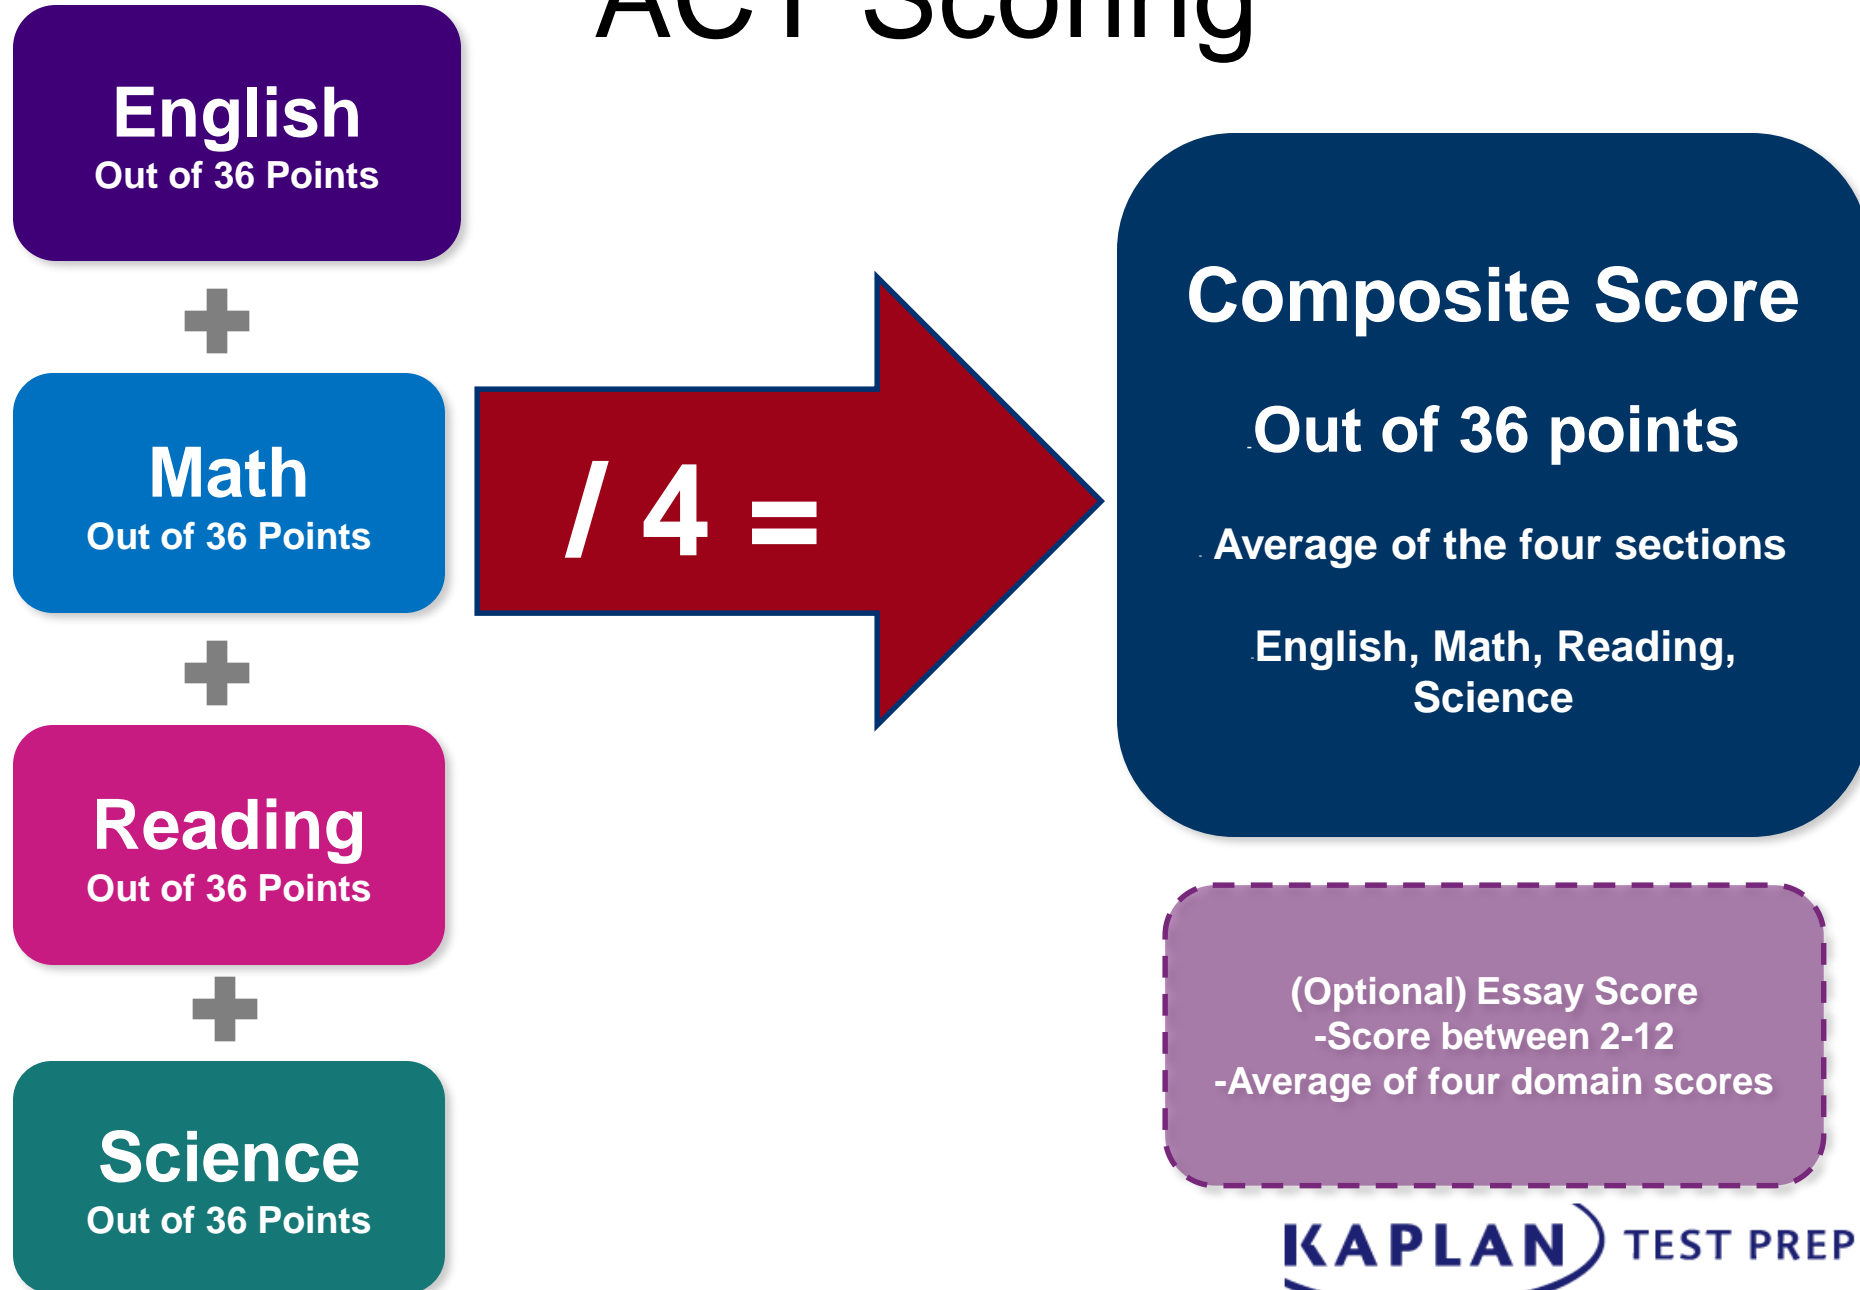 ACT Scoring
English
Out of 36 Points
Math
Out of 36 Points
Reading
Out of 36 Points
Science
Out of 36 Points
/ 4 =
Composite Score
-Out of 36 points
- Average of the four sections
-English, Math, Reading,
Science
(Optional) Essay Score
-Score between 2-12
-Average of four domain scores
KAPLAN TEST PREP